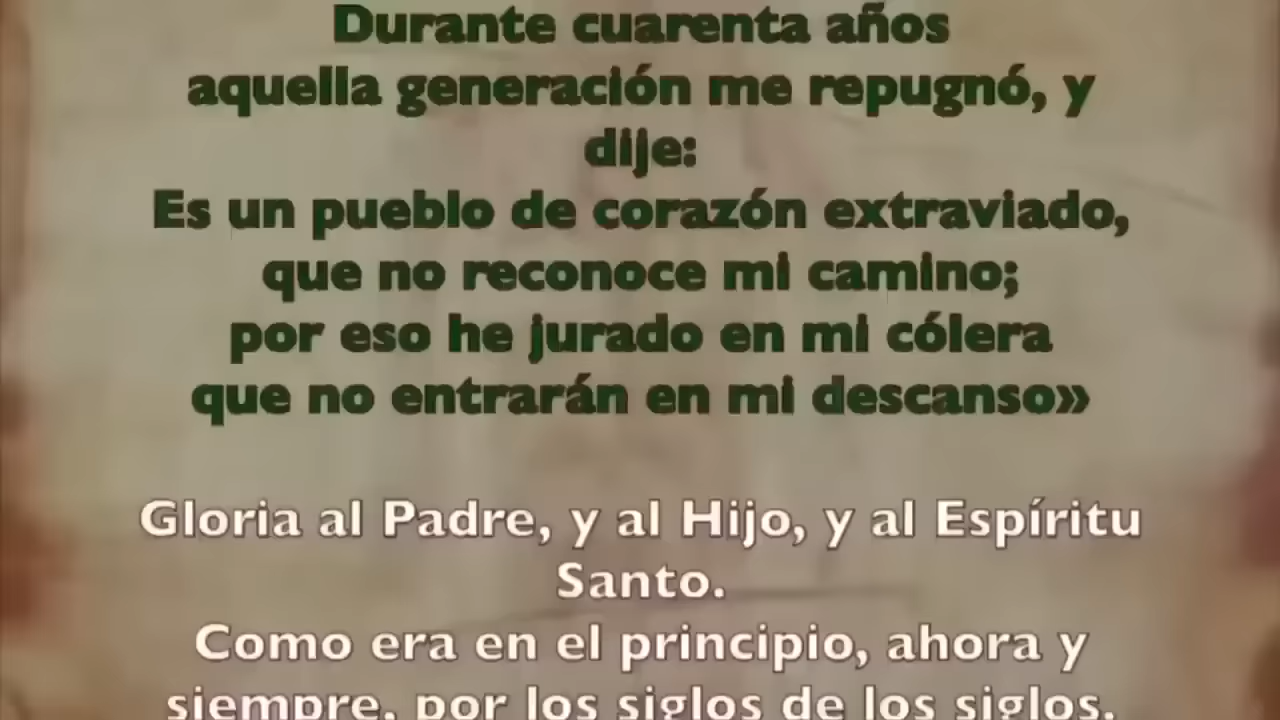 Durante cuarenta años
aquella generación me repugnó, y
dije:
Es un pueblo de corazón extraviado,
que no reconoce mi camino;
por eso he jurado en mi cólera
que no entrarán en mi descanso»
Gloria al Padre, y al Hijo, y al Espíritu
Santo.
Como era en el principio, ahora y
siempre, por los siglos de los siglos.